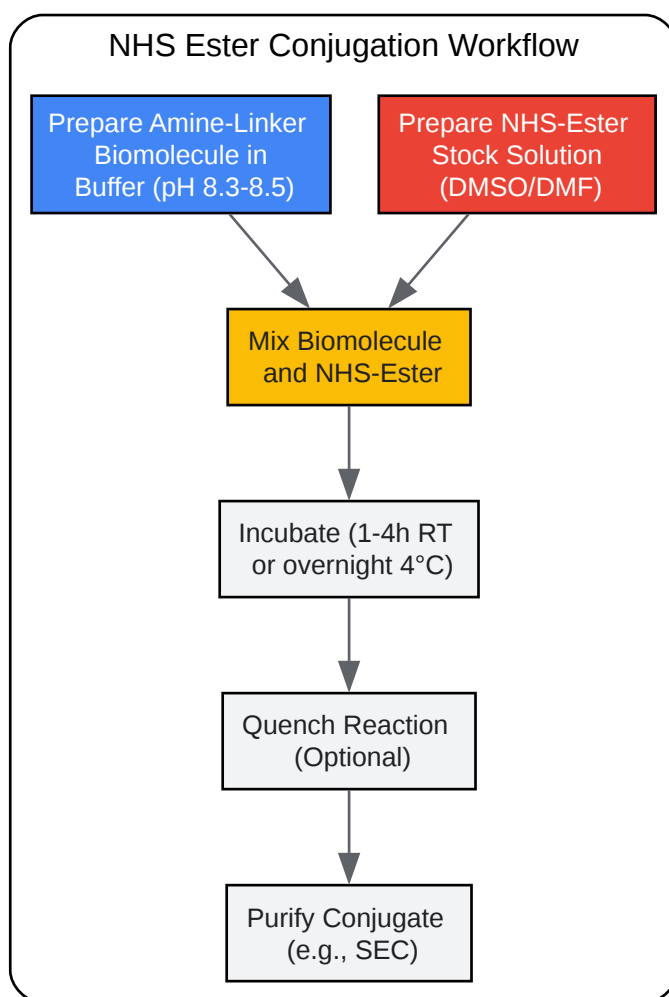 NHS Ester Conjugation Workflow
Prepare Amine-Linker
Biomolecule in
Buffer (pH 8.3-8.5)
Prepare NHS-Ester
Stock Solution
(DMSO/DMF)
Mix Biomolecule
and NHS-Ester
Incubate (1-4h RT
or overnight 4°C)
Quench Reaction
(Optional)
Purify Conjugate
(e.g., SEC)